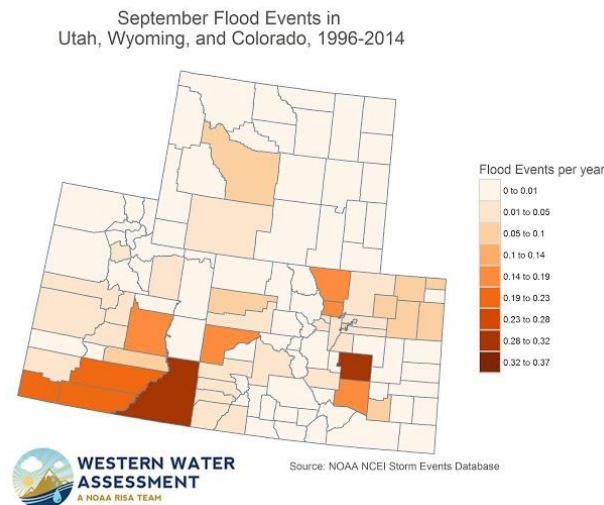 September Flood Events in
Utah, Wyoming, and Colorado, 1996-2014
Flood Events per year
0 to 0.01
0.01 to 0.05
0.05 to 0.1
0.1 to 0.14
0.14 to 0.19
0.19 to 0.23
0.23 to 0.28
0.28 to 0.32
0.32 to 0.37
WESTERN WATER
ASSESSMENT
A NOAA RISA TEAM
Source: NOAA NCEI Storm Events Database